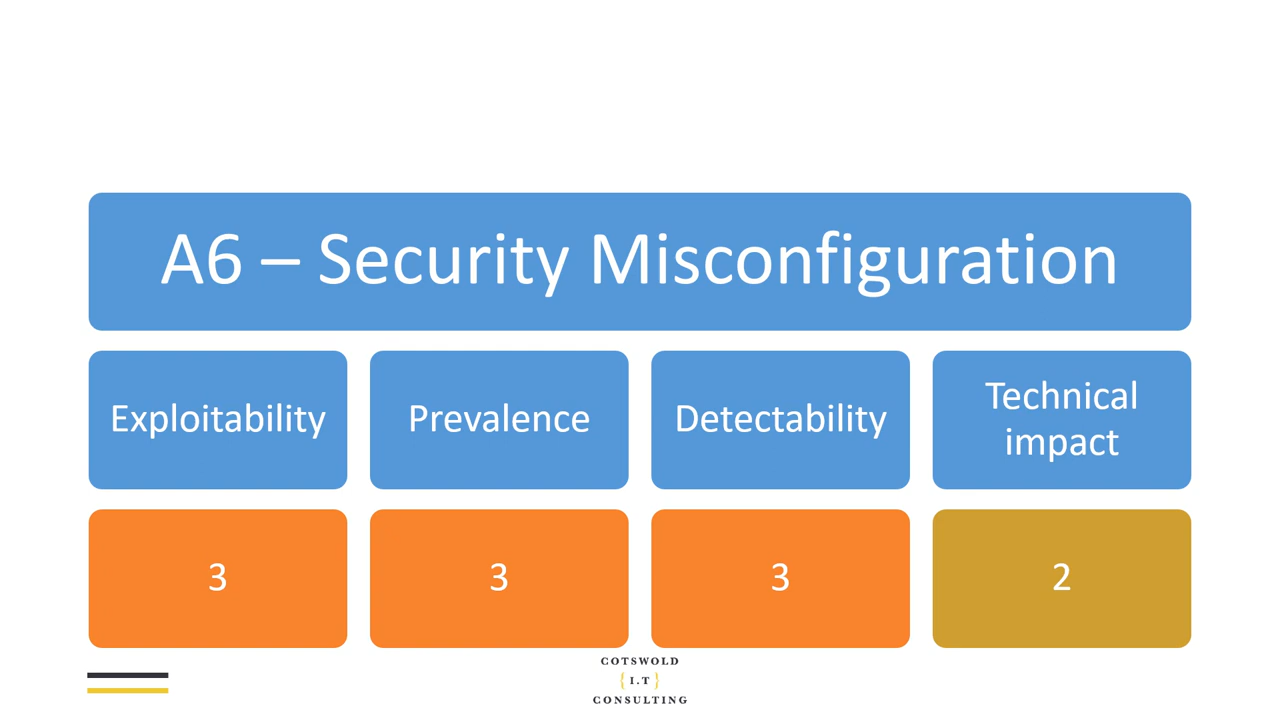 A6 – Security Misconfiguration
Exploitability
Prevalence
Detectability
Technical
impact
3
3
3
2
COTSWOLD
{ I.T }
CONSULTING